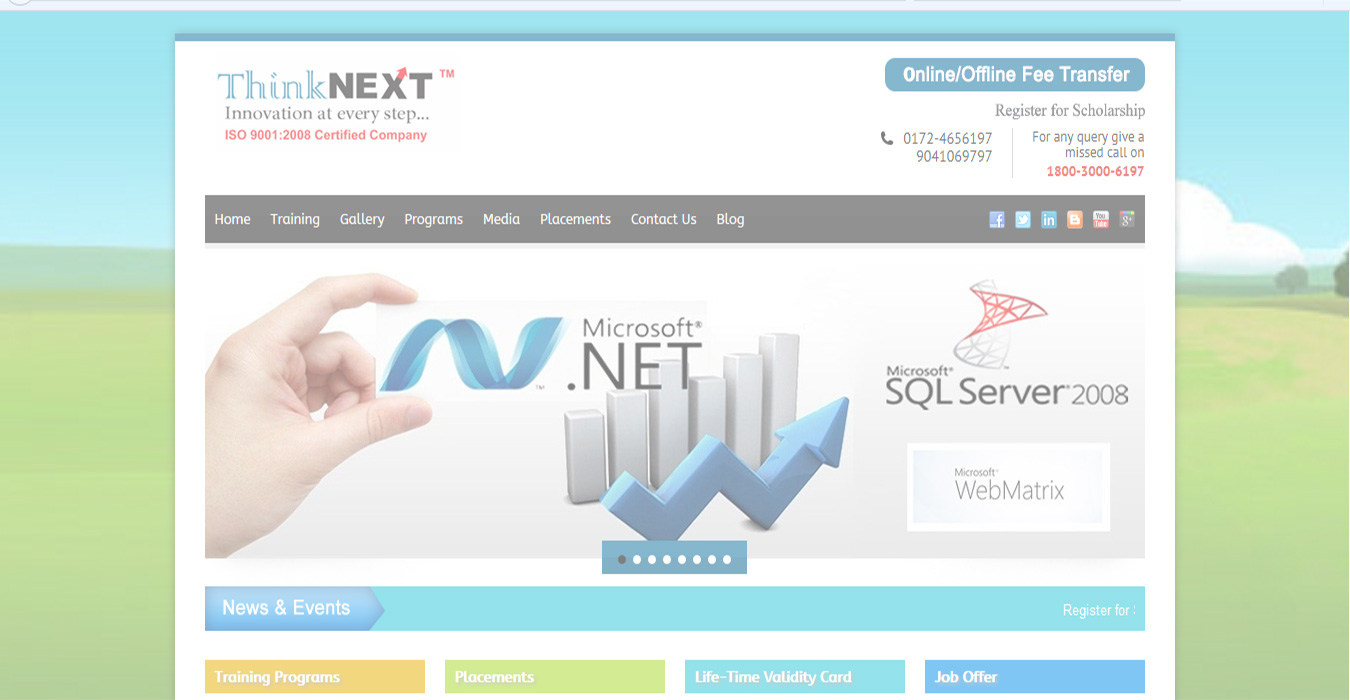 ThinkNEXT TM
Innovation at every step...
ISO 9001:2008 Certified Company
Online/Offline Fee Transfer
Register for Scholarship
0172-4656197
9041069797
For any query give a
missed call on
1800-3000-6197
Home Training Gallery Programs Media Placements Contact Us Blog
Microsoft®
.NET
TM
Microsoft®
SQL Server® 2008
Microsoft®
WebMatrix
News & Events
Register for
Training Programs
Placements
Life-Time Validity Card
Job Offer